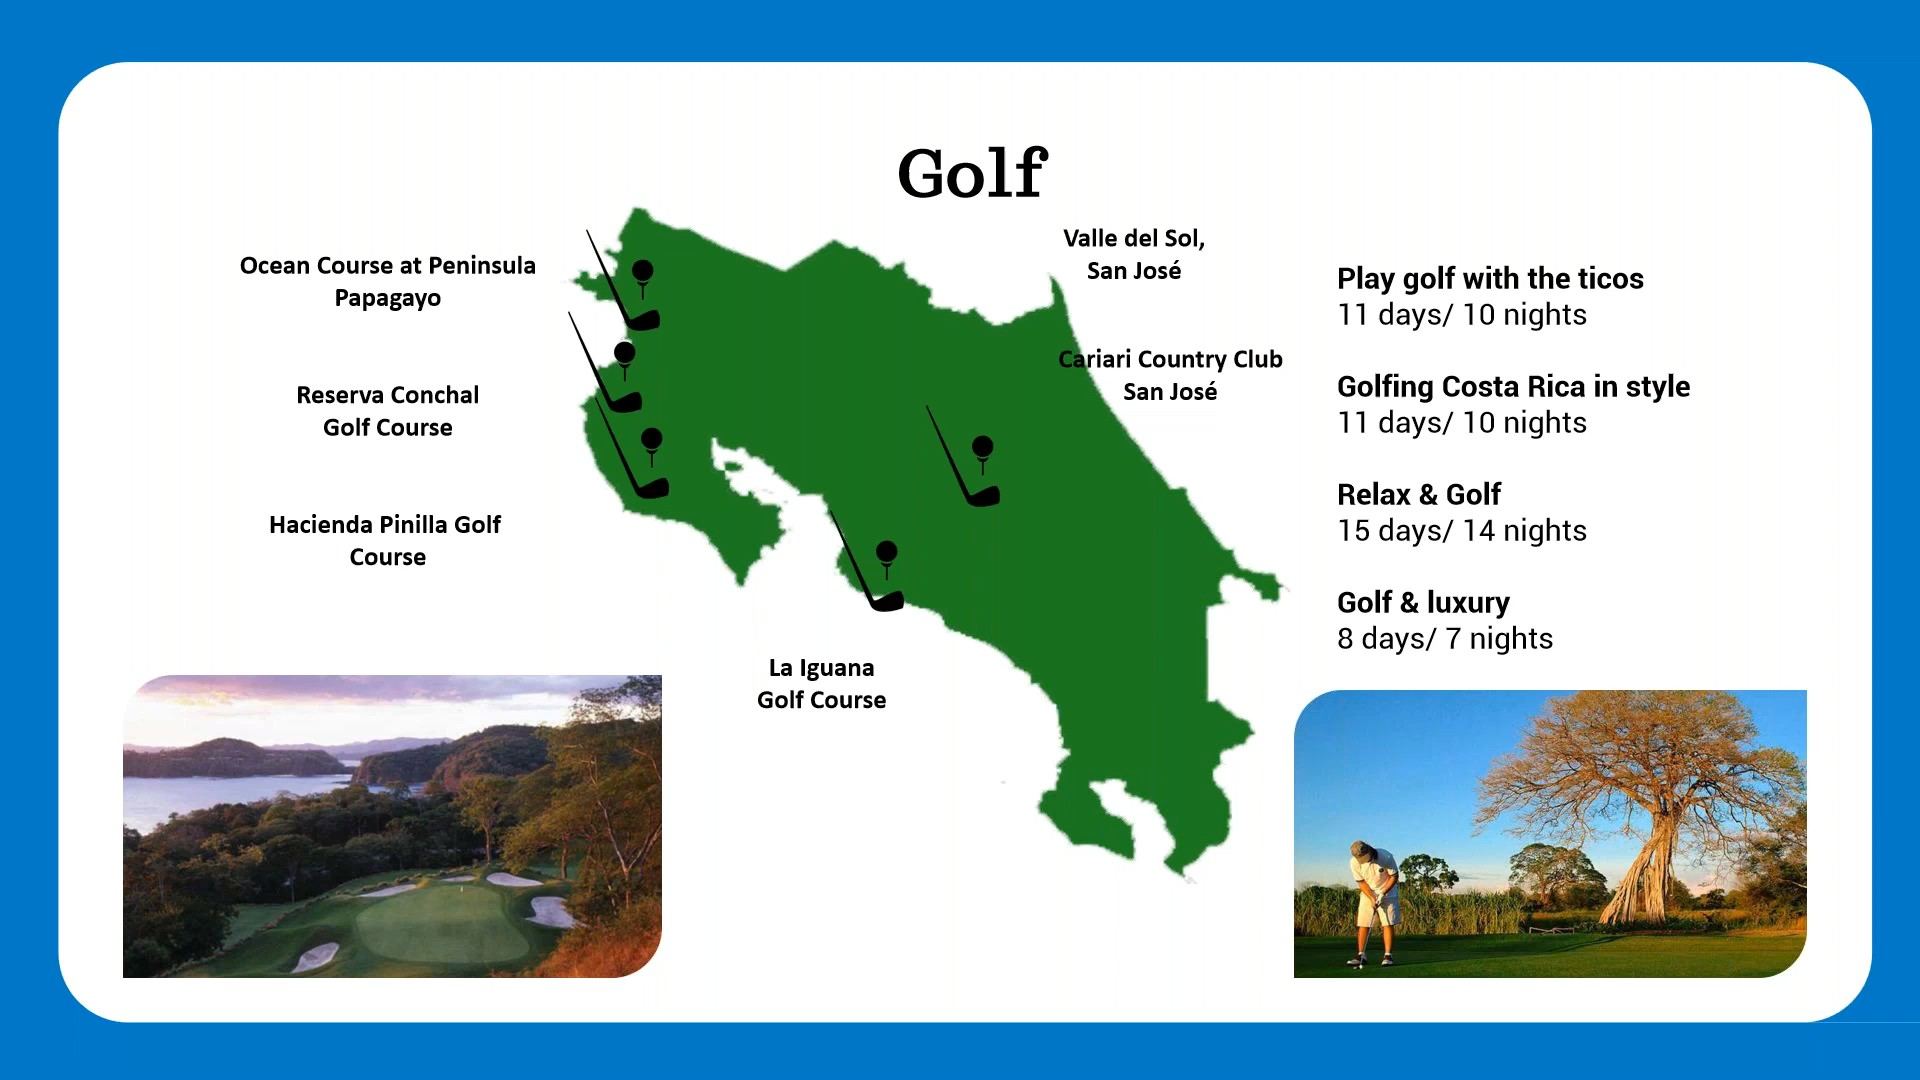 Golf
Ocean Course at Peninsula
Papagayo
Reserva Conchal
Golf Course
Hacienda Pinilla Golf
Course
La Iguana
Golf Course
Valle del Sol,
San José
Cariari Country Club
San José
Play golf with the ticos
11 days/ 10 nights
Golfing Costa Rica in style
11 days/ 10 nights
Relax & Golf
15 days/ 14 nights
Golf & luxury
8 days/ 7 nights